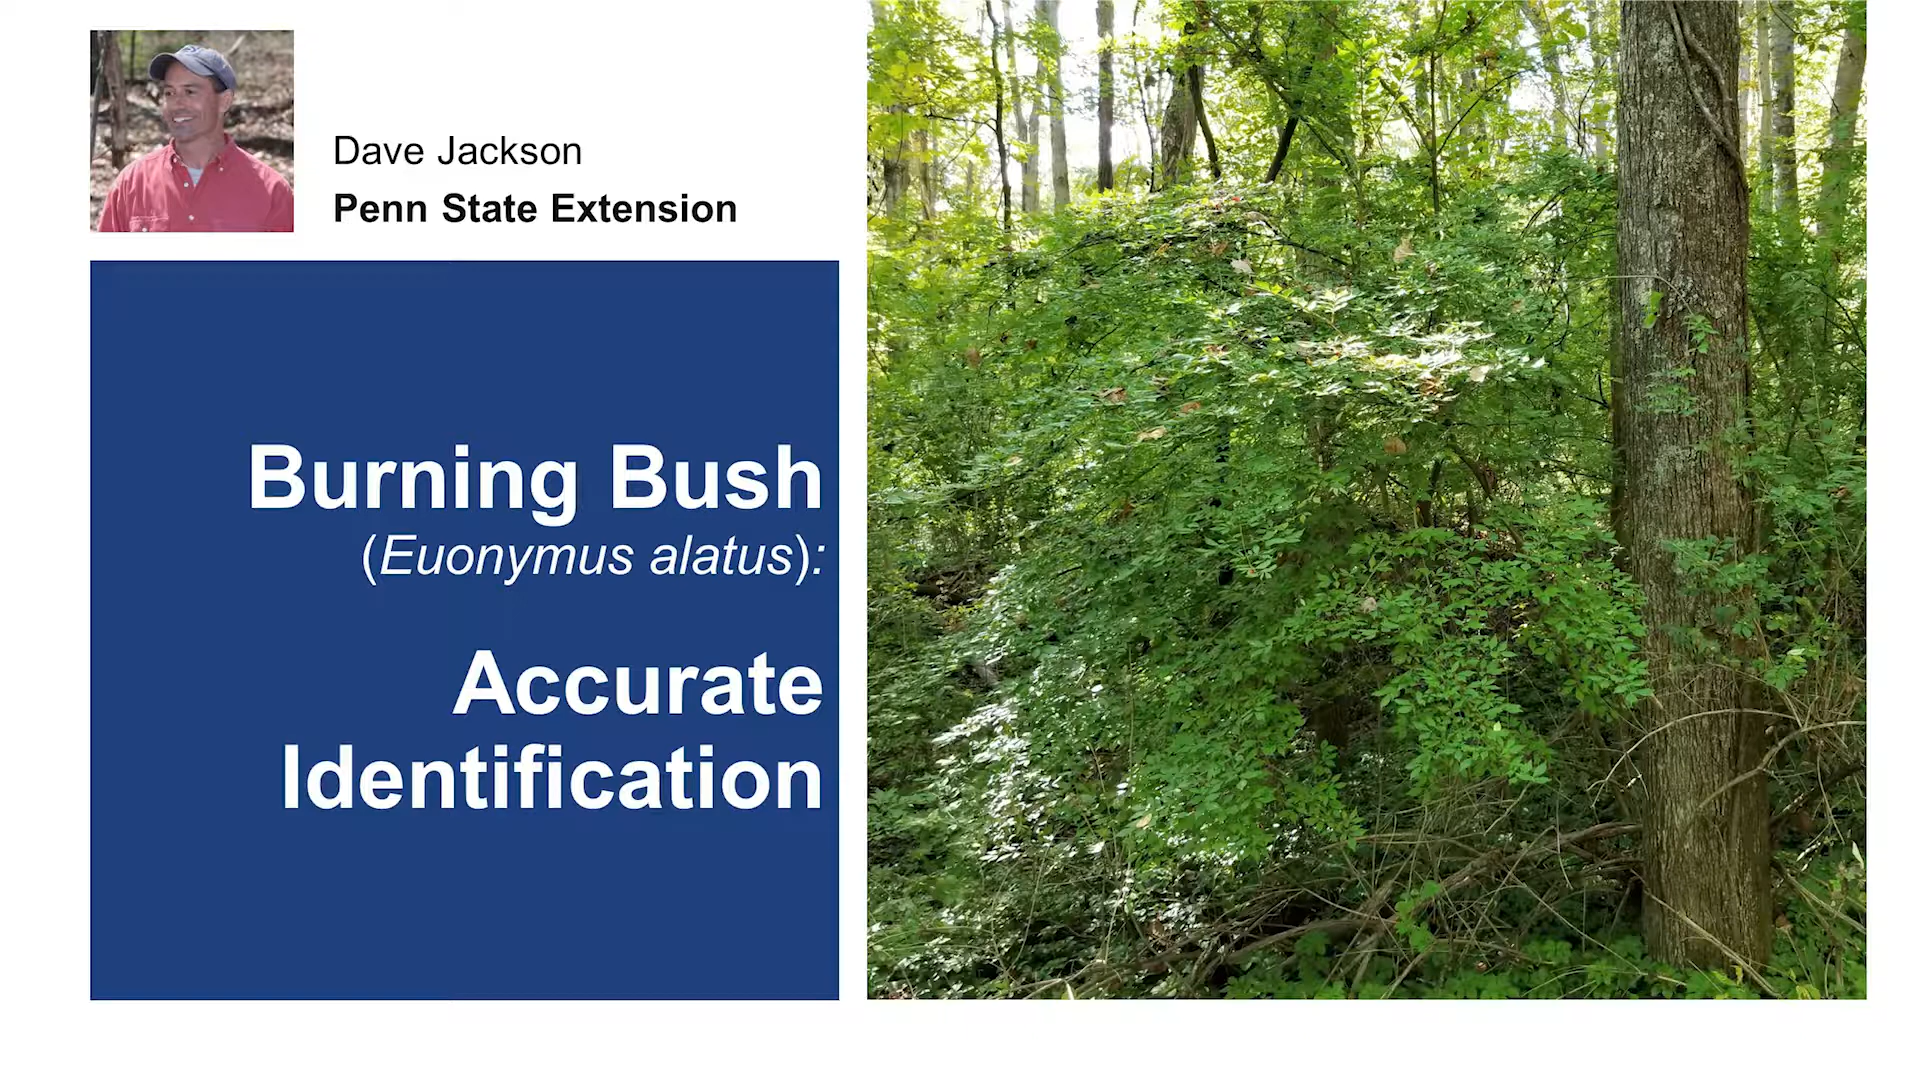 Dave Jackson
Penn State Extension
Burning Bush
(Euonymus alatus):
Accurate
Identification